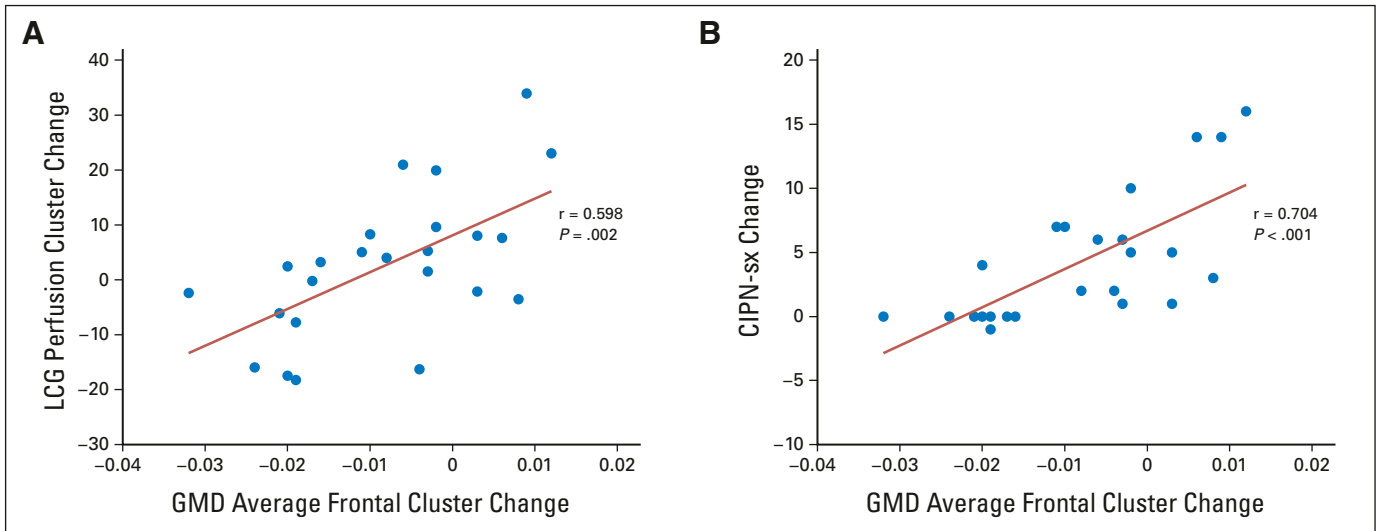 A
LCG Perfusion Cluster Change
40
30
20
10
0
−10
−20
−30
−0.04 −0.03 −0.02 −0.01 0 0.01 0.02
GMD Average Frontal Cluster Change
r = 0.598
P = .002
B
CIPN-sx Change
20
15
10
5
0
−5
−10
−0.04 −0.03 −0.02 −0.01 0 0.01 0.02
GMD Average Frontal Cluster Change
r = 0.704
P < .001